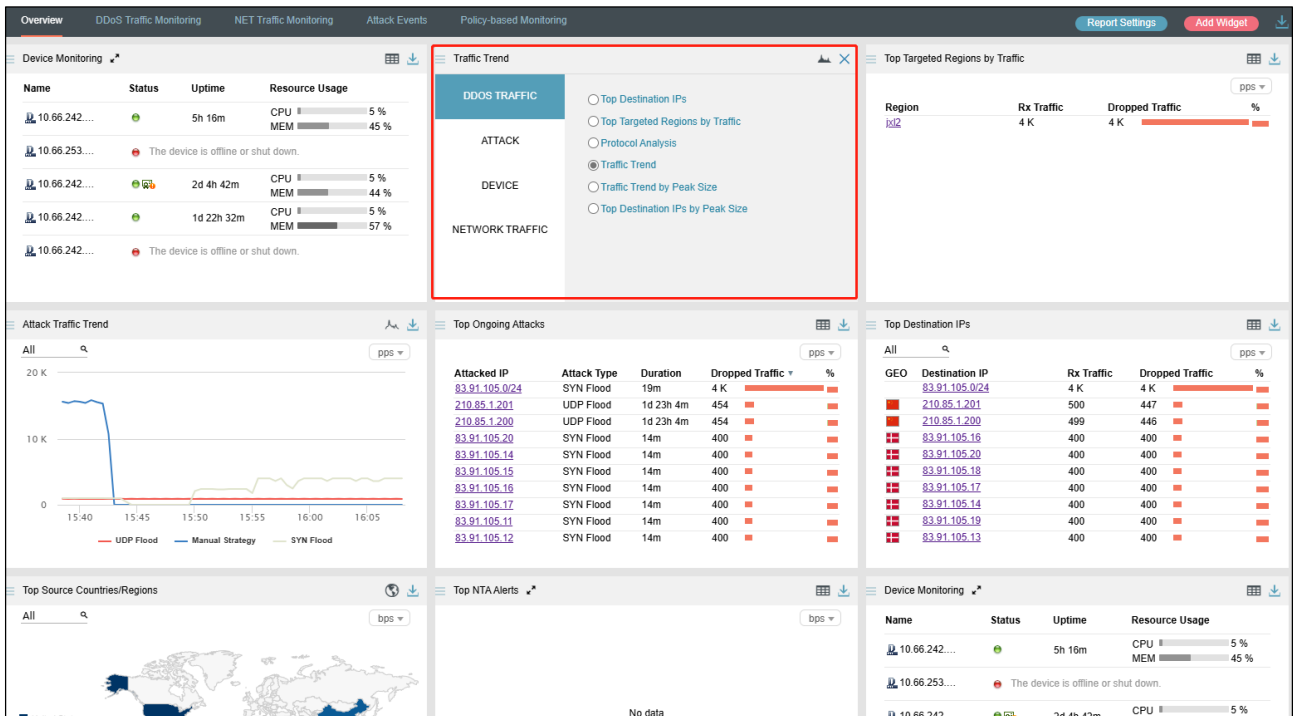 Overview DDoS Traffic Monitoring NET Traffic Monitoring Attack Events Policy-based Monitoring Report Settings Add Widget
Device Monitoring
Name Status Uptime Resource Usage
10.66.242.... 5h 16m CPU 5 %
MEM 45 %
10.66.253.... The device is offline or shut down.
10.66.242.... 2d 4h 42m CPU 5 %
MEM 44 %
10.66.242.... 1d 22h 32m CPU 5 %
MEM 57 %
10.66.242.... The device is offline or shut down.
Traffic Trend
DDOS TRAFFIC
ATTACK
DEVICE
NETWORK TRAFFIC
Top Destination IPs
Top Targeted Regions by Traffic
Protocol Analysis
Traffic Trend
Traffic Trend by Peak Size
Top Destination IPs by Peak Size
Top Targeted Regions by Traffic
pps
Region Rx Traffic Dropped Traffic %
jxl2 4 K 4 K
Attack Traffic Trend
All pps
20 K
10 K
0
15:40 15:45 15:50 15:55 16:00 16:05
UDP Flood Manual Strategy SYN Flood
Top Ongoing Attacks
pps
Attacked IP Attack Type Duration Dropped Traffic %
83.91.105.0/24 SYN Flood 19m 4 K
210.85.1.201 UDP Flood 1d 23h 4m 454
210.85.1.200 UDP Flood 1d 23h 4m 454
83.91.105.20 SYN Flood 14m 400
83.91.105.14 SYN Flood 14m 400
83.91.105.15 SYN Flood 14m 400
83.91.105.16 SYN Flood 14m 400
83.91.105.17 SYN Flood 14m 400
83.91.105.11 SYN Flood 14m 400
83.91.105.12 SYN Flood 14m 400
Top Destination IPs
All pps
GEO Destination IP Rx Traffic Dropped Traffic %
83.91.105.0/24 4 K 4 K
210.85.1.201 500 447
210.85.1.200 499 446
83.91.105.16 400 400
83.91.105.20 400 400
83.91.105.18 400 400
83.91.105.17 400 400
83.91.105.14 400 400
83.91.105.19 400 400
83.91.105.13 400 400
Top Source Countries/Regions
All bps
Top NTA Alerts
bps
No data
Device Monitoring
Name Status Uptime Resource Usage
10.66.242.... 5h 16m CPU 5 %
MEM 45 %
10.66.253.... The device is offline or shut down.
10.66.242.... 2d 4h 42m CPU 5 %